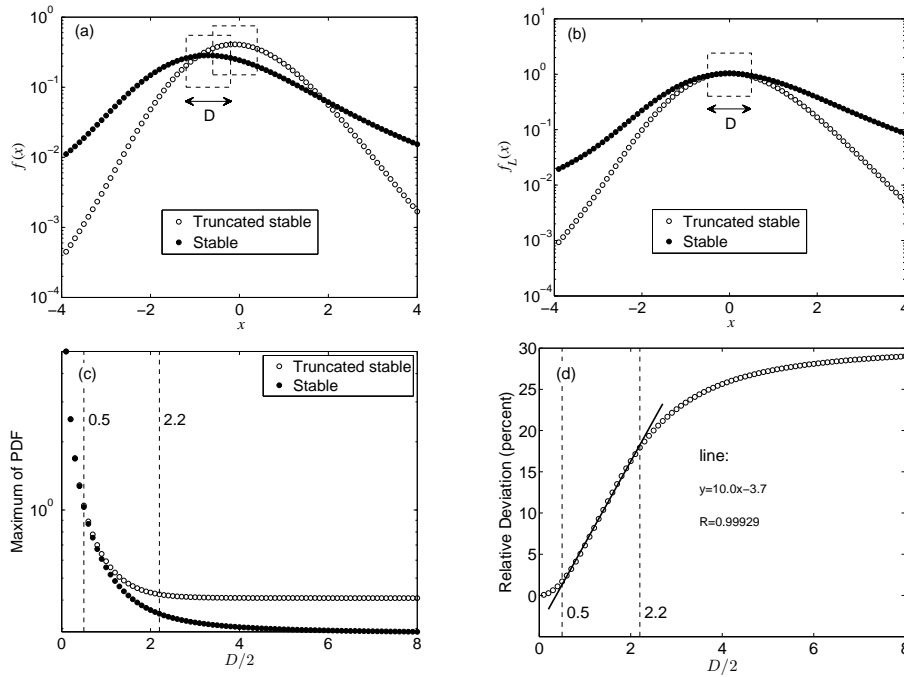 (a)
10^0
10^−1
10^−2
10^−3
10^−4
f(x)
D
Truncated stable
Stable
−4 −2 0 2 4
x
(b)
10^1
10^0
10^−1
10^−2
10^−3
10^−4
f_L(x)
D
Truncated stable
Stable
−4 −2 0 2 4
x
(c)
Truncated stable
Stable
0.5
2.2
10^0
Maximum of PDF
0 2 4 6 8
D/2
(d)
30
25
20
15
10
5
0
Relative Deviation (percent)
line:
y=10.0x−3.7
R=0.99929
0.5
2.2
0 2 4 6 8
D/2